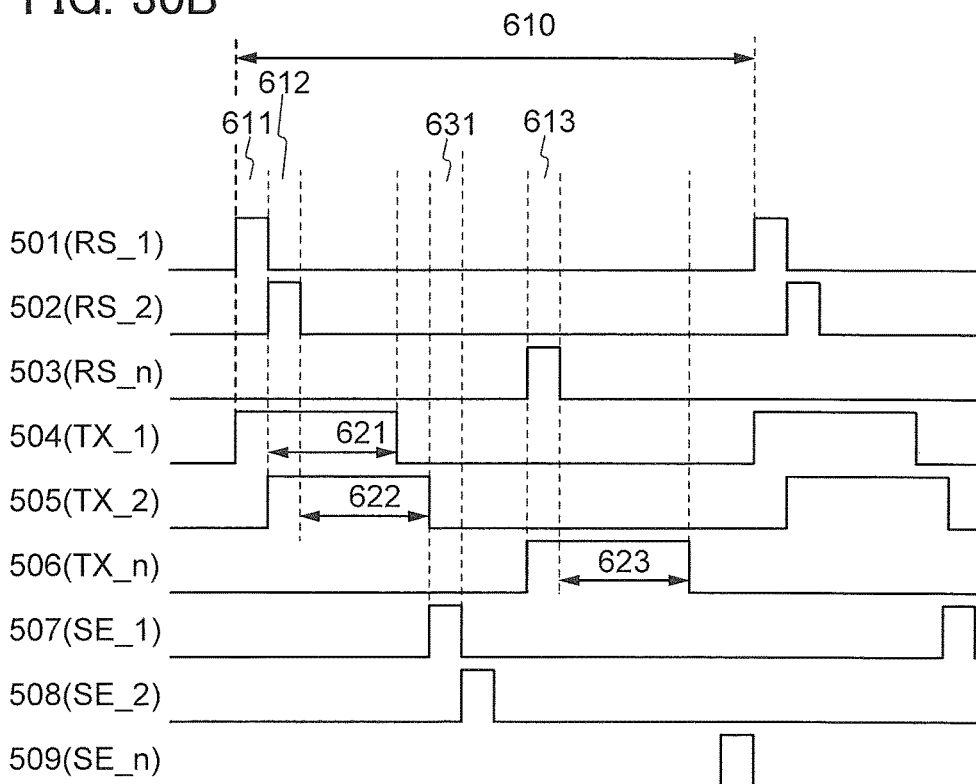 FIG. 30B
610
612
611
631
613
501(RS_1)
502(RS_2)
503(RS_n)
504(TX_1)
621
505(TX_2)
622
506(TX_n)
623
507(SE_1)
508(SE_2)
509(SE_n)